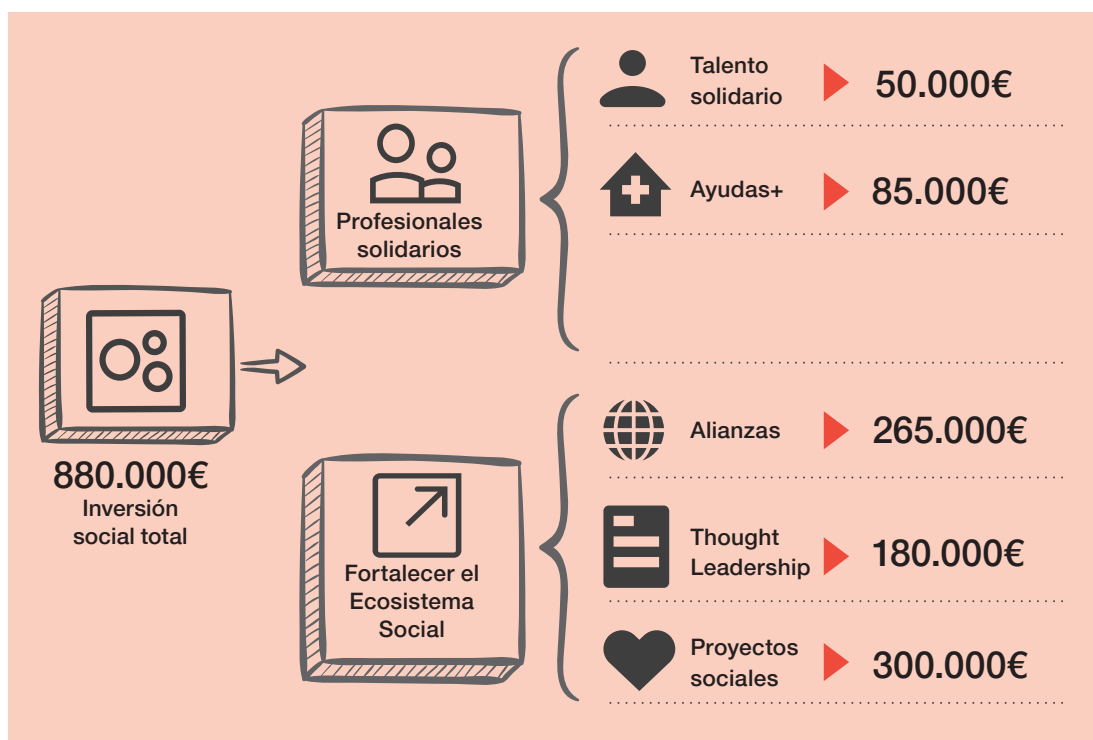 880.000€
Inversión
social total
Profesionales
solidarios
Talento
solidario
50.000€
Ayudas+
85.000€
Fortalecer el
Ecosistema
Social
Alianzas
265.000€
Thought
Leadership
180.000€
Proyectos
sociales
300.000€